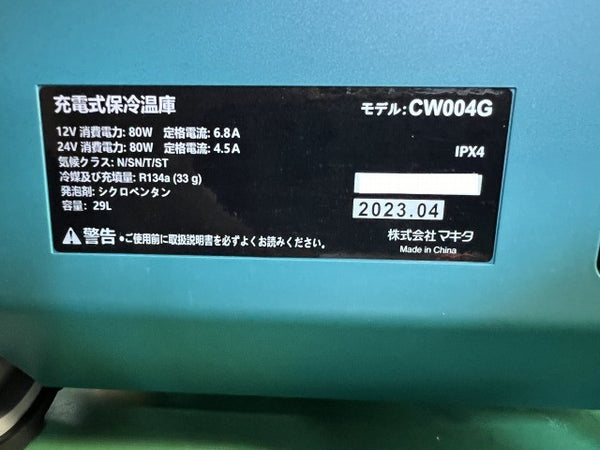 充電式保冷温庫
モデル: CW004G
12V 消費電力: 80W 定格電流: 6.8A
24V 消費電力: 80W 定格電流: 4.5A
気候クラス: N/SN/T/ST
冷媒及び充填量: R134a (33 g)
発泡剤: シクロペンタン
容量: 29L
IPX4
2023.04
警告 •ご使用前に取扱説明書を必ずよくお読みください。
株式会社 マキタ
Made in China